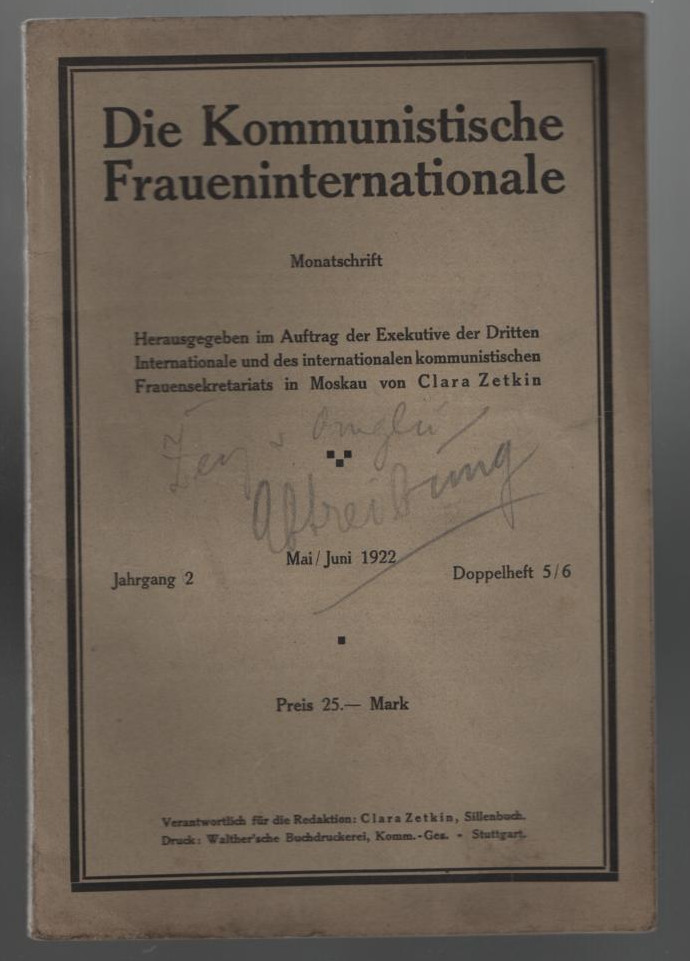 Die Kommunistische
Fraueninternationale
Monatschrift
Herausgegeben im Auftrag der Exekutive der Dritten
Internationale und des internationalen kommunistischen
Frauensekretariats in Moskau von Clara Zetkin
Abtreibung
Mai/Juni 1922
Jahrgang 2
Doppelheft 5/6
Preis 25.— Mark
Verantwortlich für die Redaktion: Clara Zetkin, Sillenbuch.
Druck: Walther'sche Buchdruckerei, Komm.-Ges. - Stuttgart.